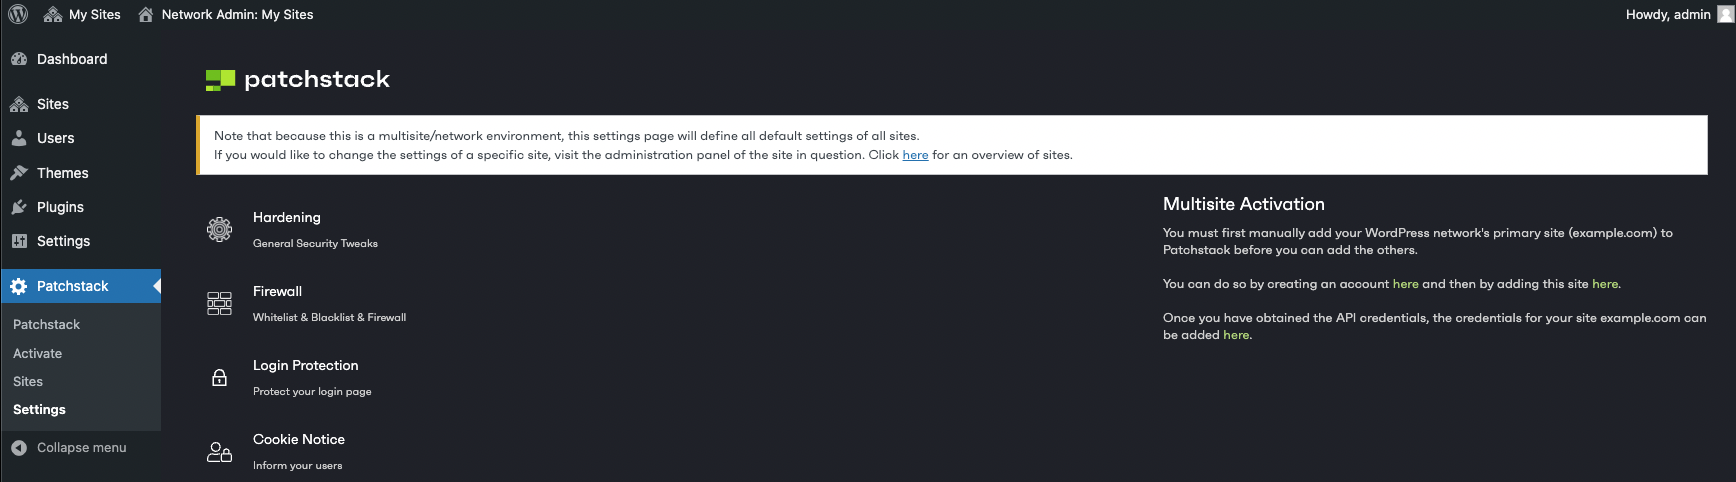 My Sites
Network Admin: My Sites
Howdy, admin
Dashboard
Sites
Users
Themes
Plugins
Settings
Patchstack
Patchstack
Activate
Sites
Settings
Collapse menu
patchstack
Note that because this is a multisite/network environment, this settings page will define all default settings of all sites.
If you would like to change the settings of a specific site, visit the administration panel of the site in question. Click here for an overview of sites.
Hardening
General Security Tweaks
Firewall
Whitelist & Blacklist & Firewall
Login Protection
Protect your login page
Cookie Notice
Inform your users
Multisite Activation
You must first manually add your WordPress network's primary site (example.com) to
Patchstack before you can add the others.
You can do so by creating an account here and then by adding this site here.
Once you have obtained the API credentials, the credentials for your site example.com can
be added here.